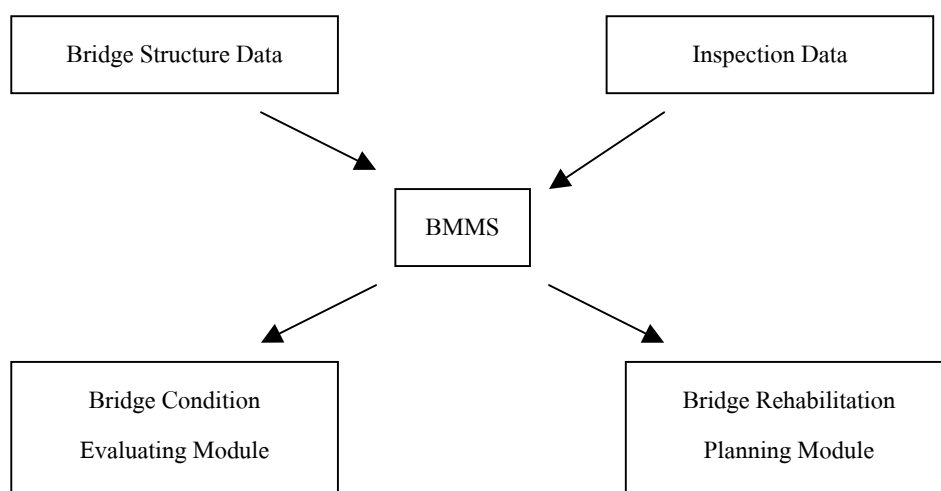 Bridge Structure Data
Inspection Data
BMMS
Bridge Condition
Evaluating Module
Bridge Rehabilitation
Planning Module